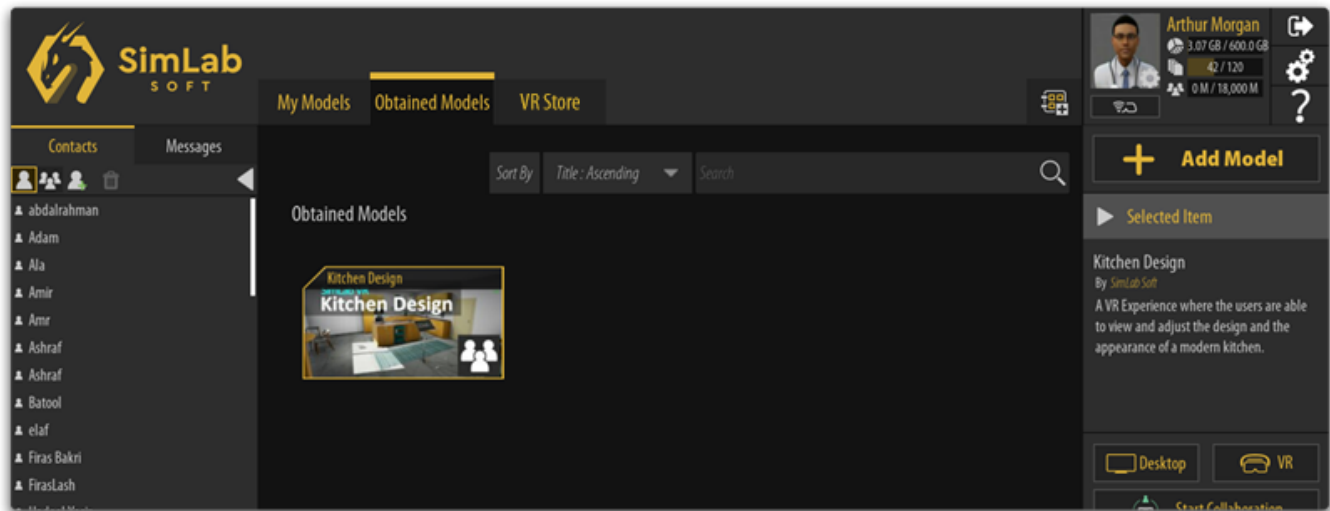 SimLab
SOFT
My Models
Obtained Models
VR Store
Arthur Morgan
3.07 GB / 600.0 GB
42 / 120
0 M / 18,000 M
?
Contacts
Messages
Sort By
Title : Ascending
Search
Add Model
abdalrahman
Adam
Ala
Amir
Amr
Ashraf
Ashraf
Batool
elaf
Firas Bakri
FirasLash
Obtained Models
Kitchen Design
Kitchen Design
Selected Item
Kitchen Design
By SimLab Soft
A VR Experience where the users are able
to view and adjust the design and the
appearance of a modern kitchen.
Desktop
VR
Start Collaboration